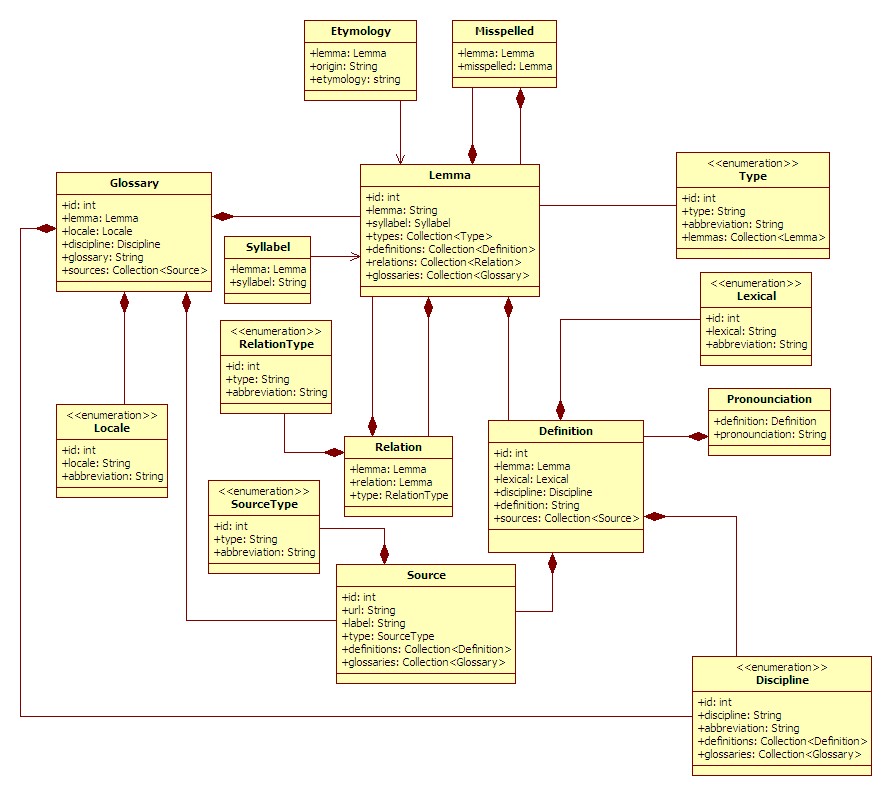 Etymology
+lemma: Lemma
+origin: String
+etymology: string
Misspelled
+lemma: Lemma
+misspelled: Lemma
Glossary
+id: int
+lemma: Lemma
+locale: Locale
+discipline: Discipline
+glossary: String
+sources: Collection<Source>
Lemma
+id: int
+lemma: String
+syllabel: Syllabel
+types: Collection<Type>
+definitions: Collection<Definition>
+relations: Collection<Relation>
+glossaries: Collection<Glossary>
<<enumeration>>
Type
+id: int
+type: String
+abbreviation: String
+lemmas: Collection<Lemma>
Syllabel
+lemma: Lemma
+syllabel: String
<<enumeration>>
Lexical
+id: int
+lexical: String
+abbreviation: String
<<enumeration>>
RelationType
+id: int
+type: String
+abbreviation: String
<<enumeration>>
Locale
+id: int
+locale: String
+abbreviation: String
Relation
+lemma: Lemma
+relation: Lemma
+type: RelationType
Definition
+id: int
+lemma: Lemma
+lexical: Lexical
+discipline: Discipline
+definition: String
+sources: Collection<Source>
Pronounciation
+definition: Definition
+pronounciation: String
<<enumeration>>
SourceType
+id: int
+type: String
+abbreviation: String
Source
+id: int
+url: String
+label: String
+type: SourceType
+definitions: Collection<Definition>
+glossaries: Collection<Glossary>
<<enumeration>>
Discipline
+id: int
+discipline: String
+abbreviation: String
+definitions: Collection<Definition>
+glossaries: Collection<Glossary>